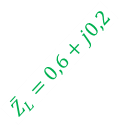 Z̄_L = 0,6 + j0,2